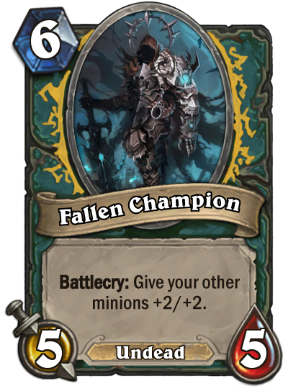 6
Fallen Champion
Battlecry: Give your other
minions +2/+2.
5
Undead
5